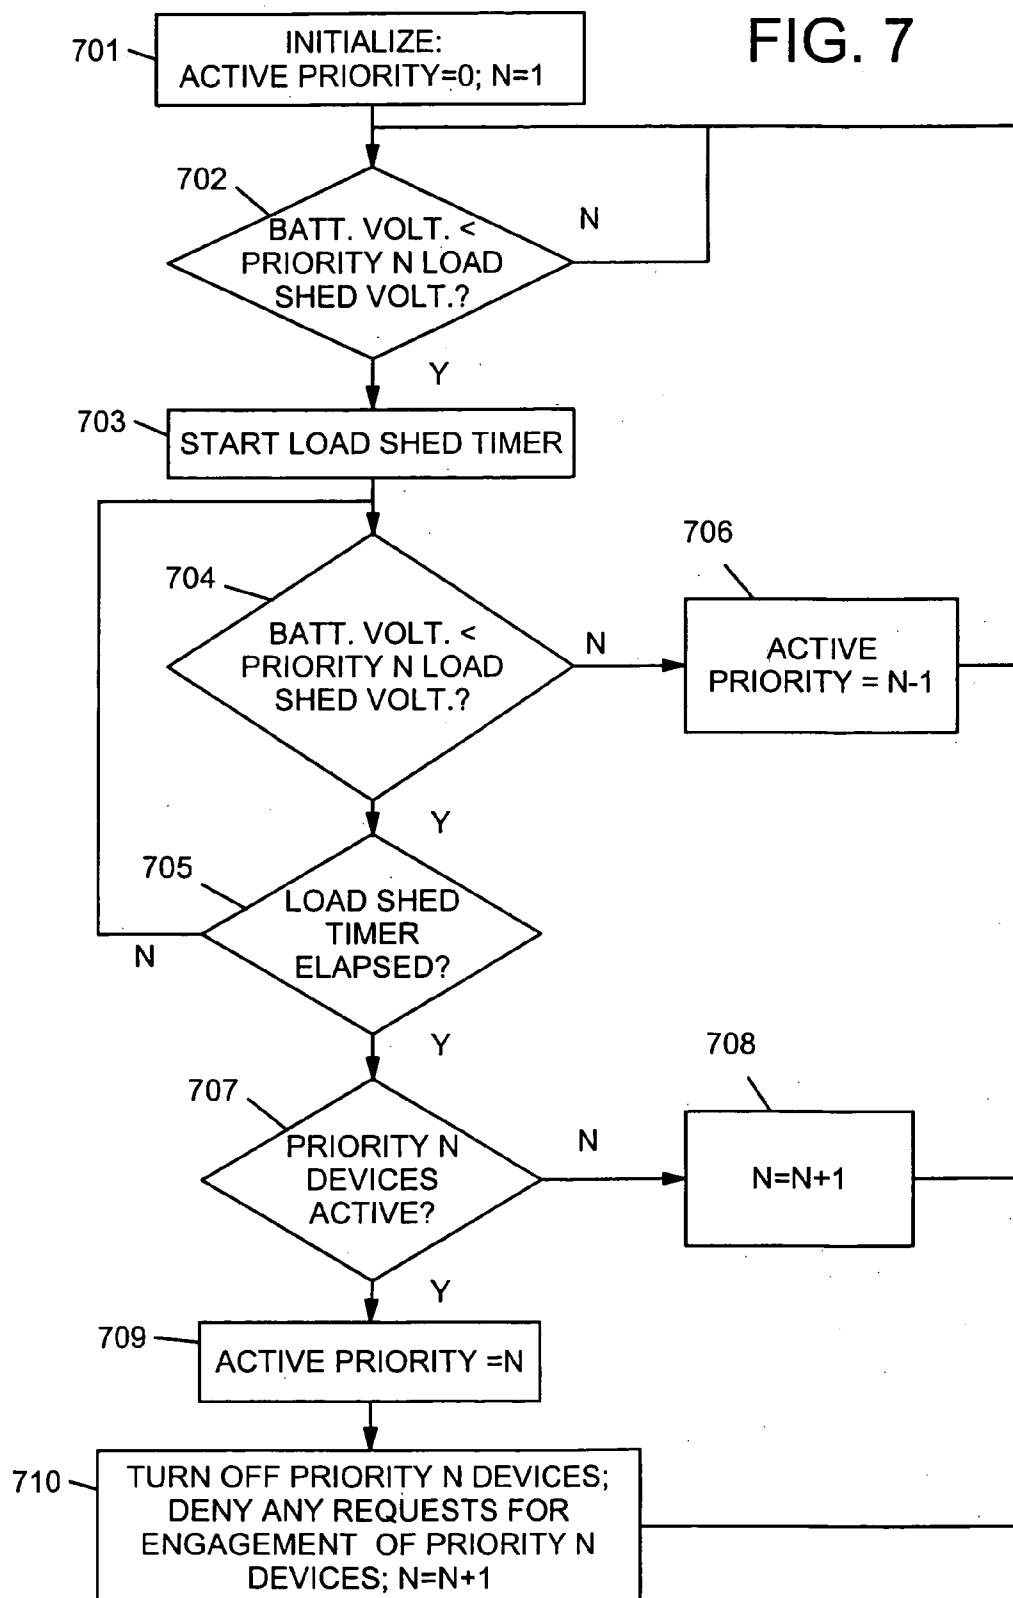 FIG. 7
701
INITIALIZE:
ACTIVE PRIORITY=0; N=1
702
BATT. VOLT. <
PRIORITY N LOAD
SHED VOLT.?
N
Y
703
START LOAD SHED TIMER
704
BATT. VOLT. <
PRIORITY N LOAD
SHED VOLT.?
N
706
ACTIVE
PRIORITY = N-1
Y
705
LOAD SHED
TIMER
ELAPSED?
N
Y
707
PRIORITY N
DEVICES
ACTIVE?
N
708
N=N+1
Y
709
ACTIVE PRIORITY =N
710
TURN OFF PRIORITY N DEVICES;
DENY ANY REQUESTS FOR
ENGAGEMENT OF PRIORITY N
DEVICES; N=N+1